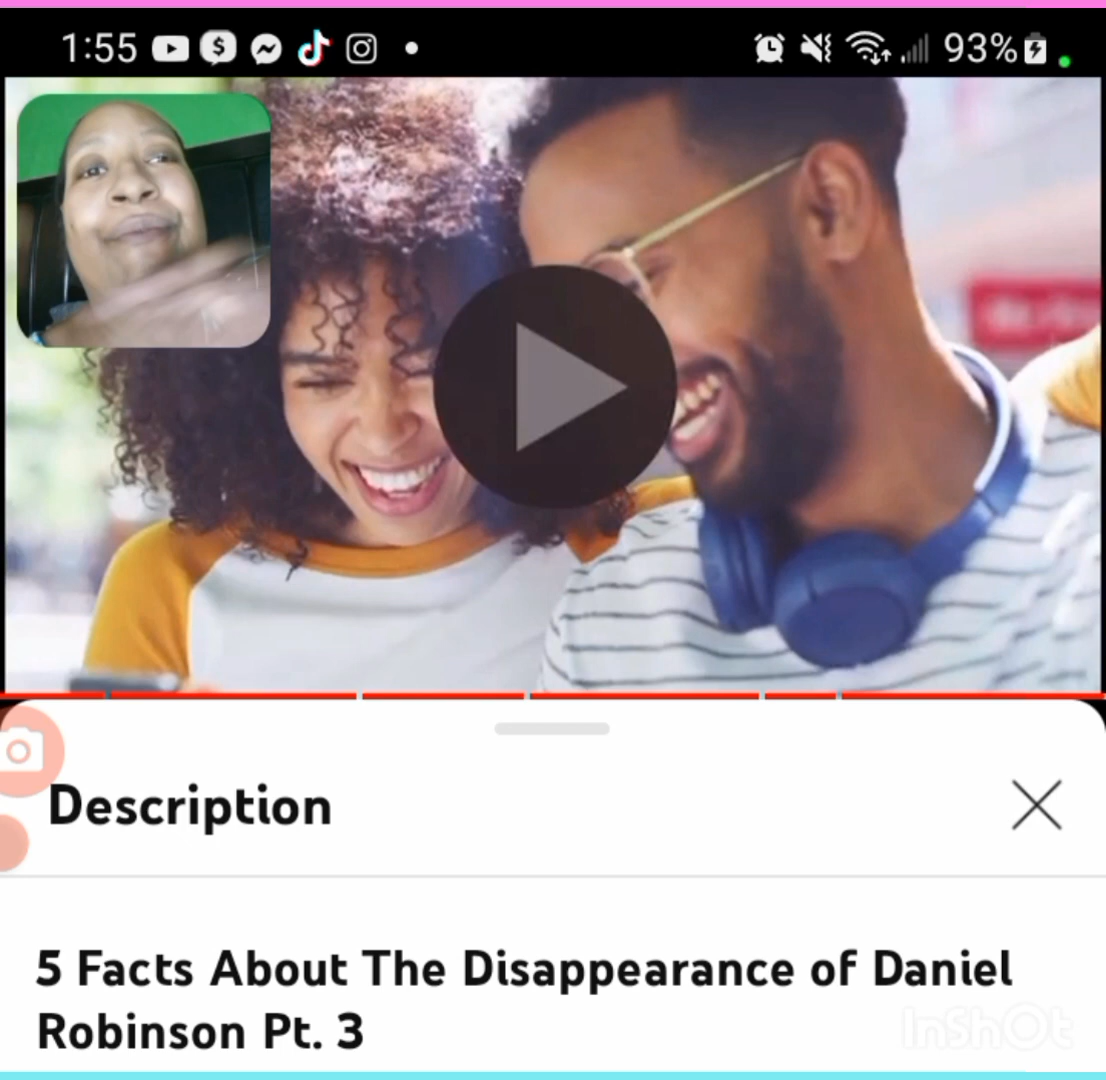 1:55
93%
Description
5 Facts About The Disappearance of Daniel
Robinson Pt. 3
InShOt